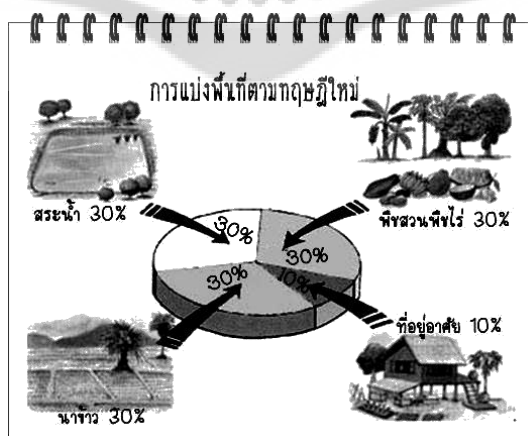 การแบ่งพื้นที่ตามทฤษฎีใหม่
สระน้ำ 30%
พืชสวนพืชไร่ 30%
30%
30%
30%
10%
ที่อยู่อาศัย 10%
นาข้าว 30%